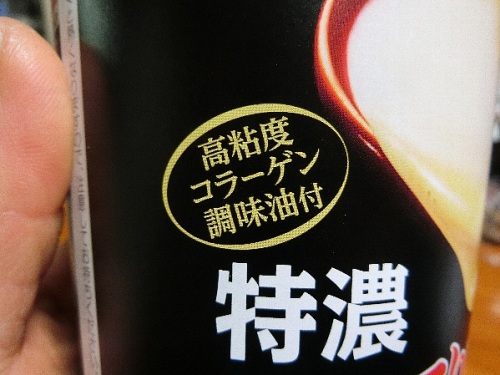 高粘度
コラーゲン
調味油付
特濃